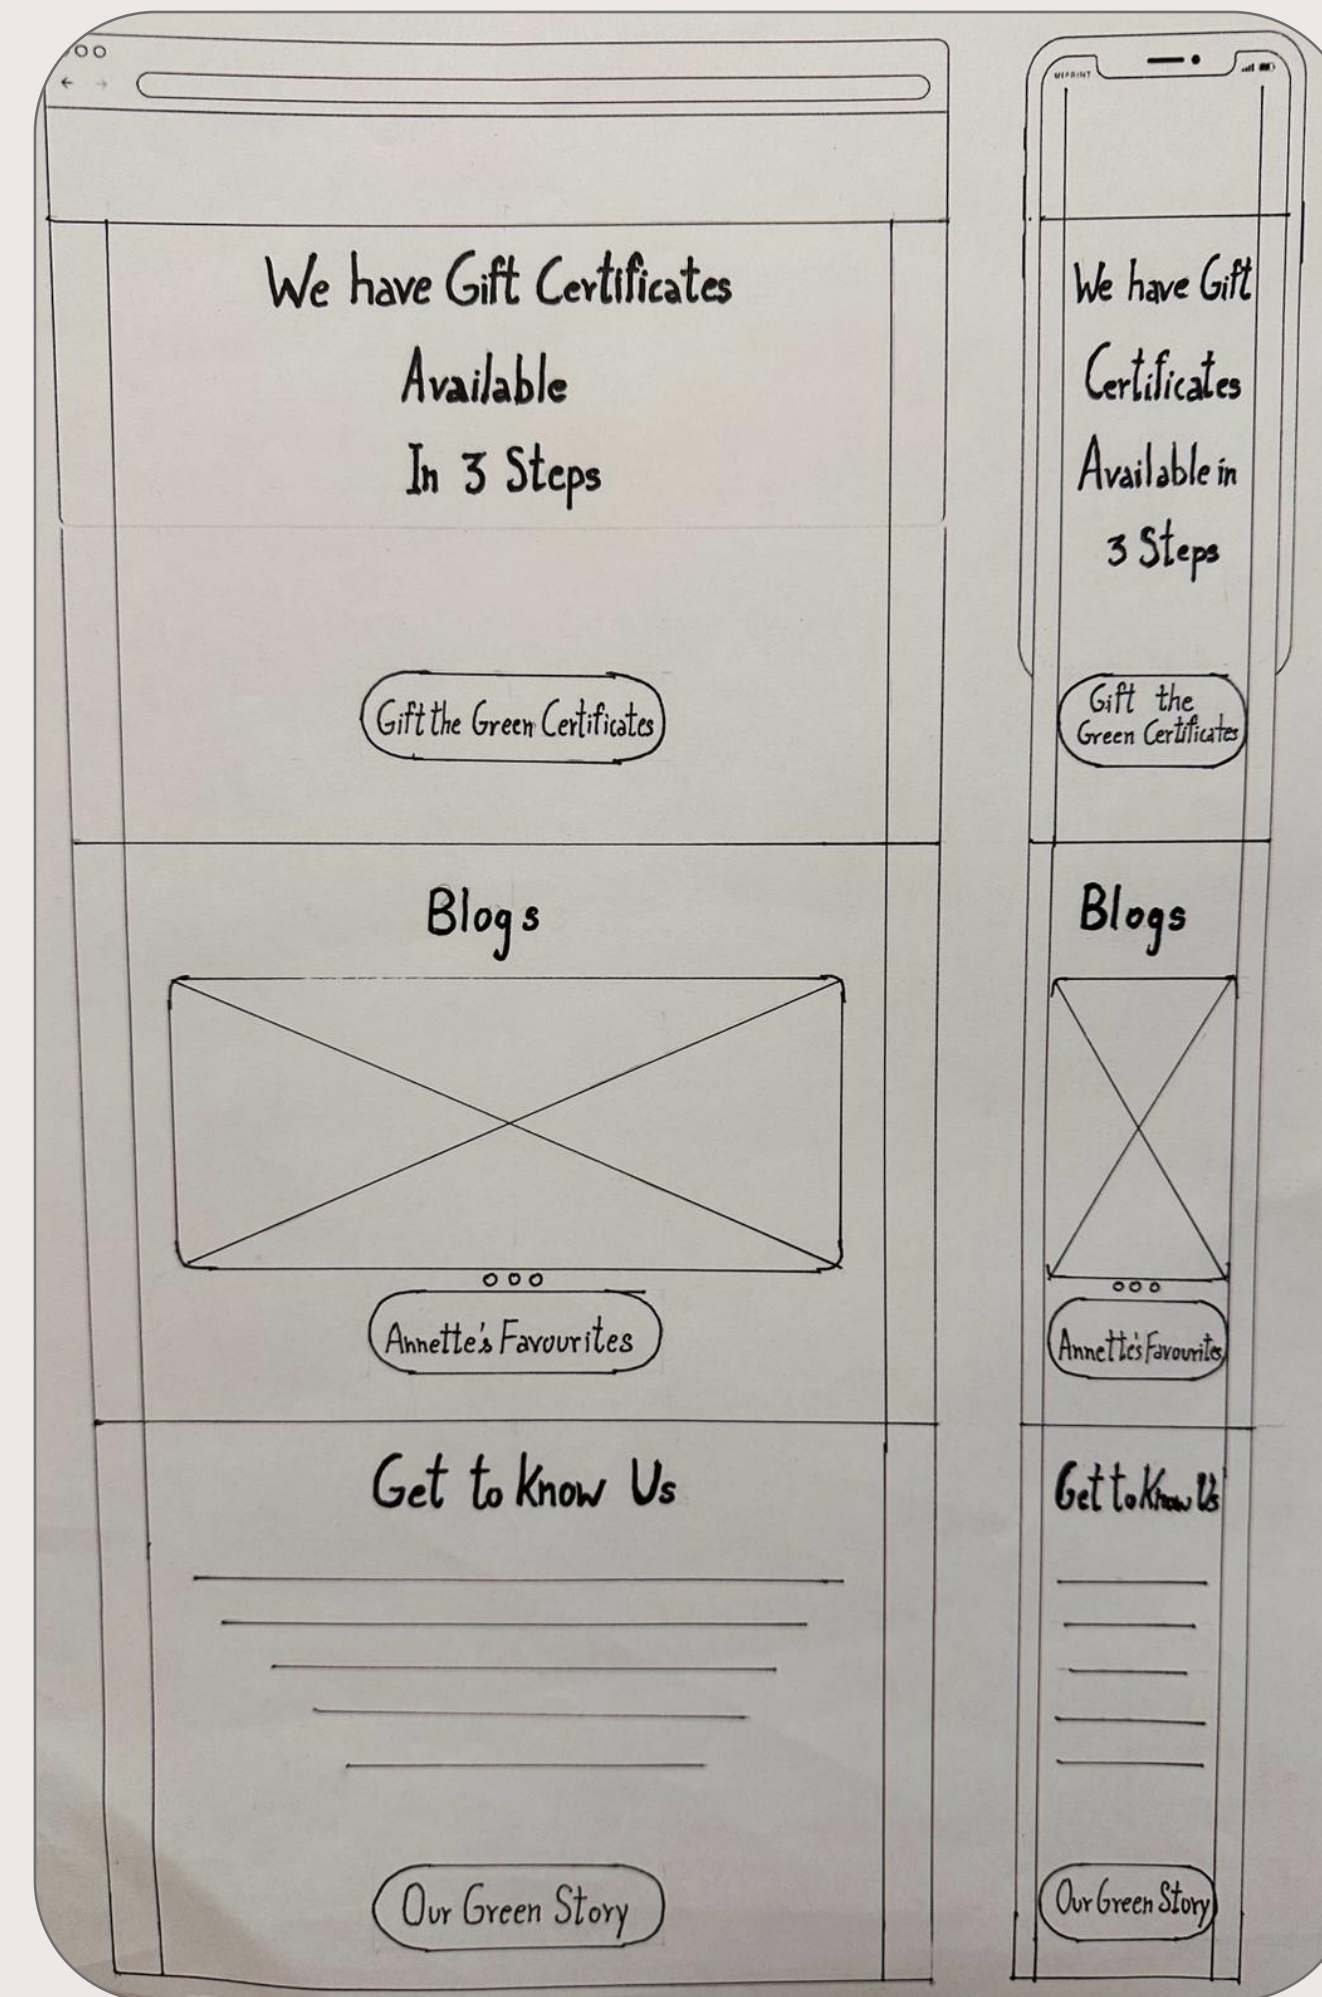 We have Gift Certificates
Available
In 3 Steps
Gift the Green Certificates
Blogs
Annette's Favourites
Get to Know Us
Our Green Story
UIPRINT
We have Gift
Certificates
Available in
3 Steps
Gift the
Green Certificates
Blogs
Annette's Favourites
Get to Know Us
Our Green Story